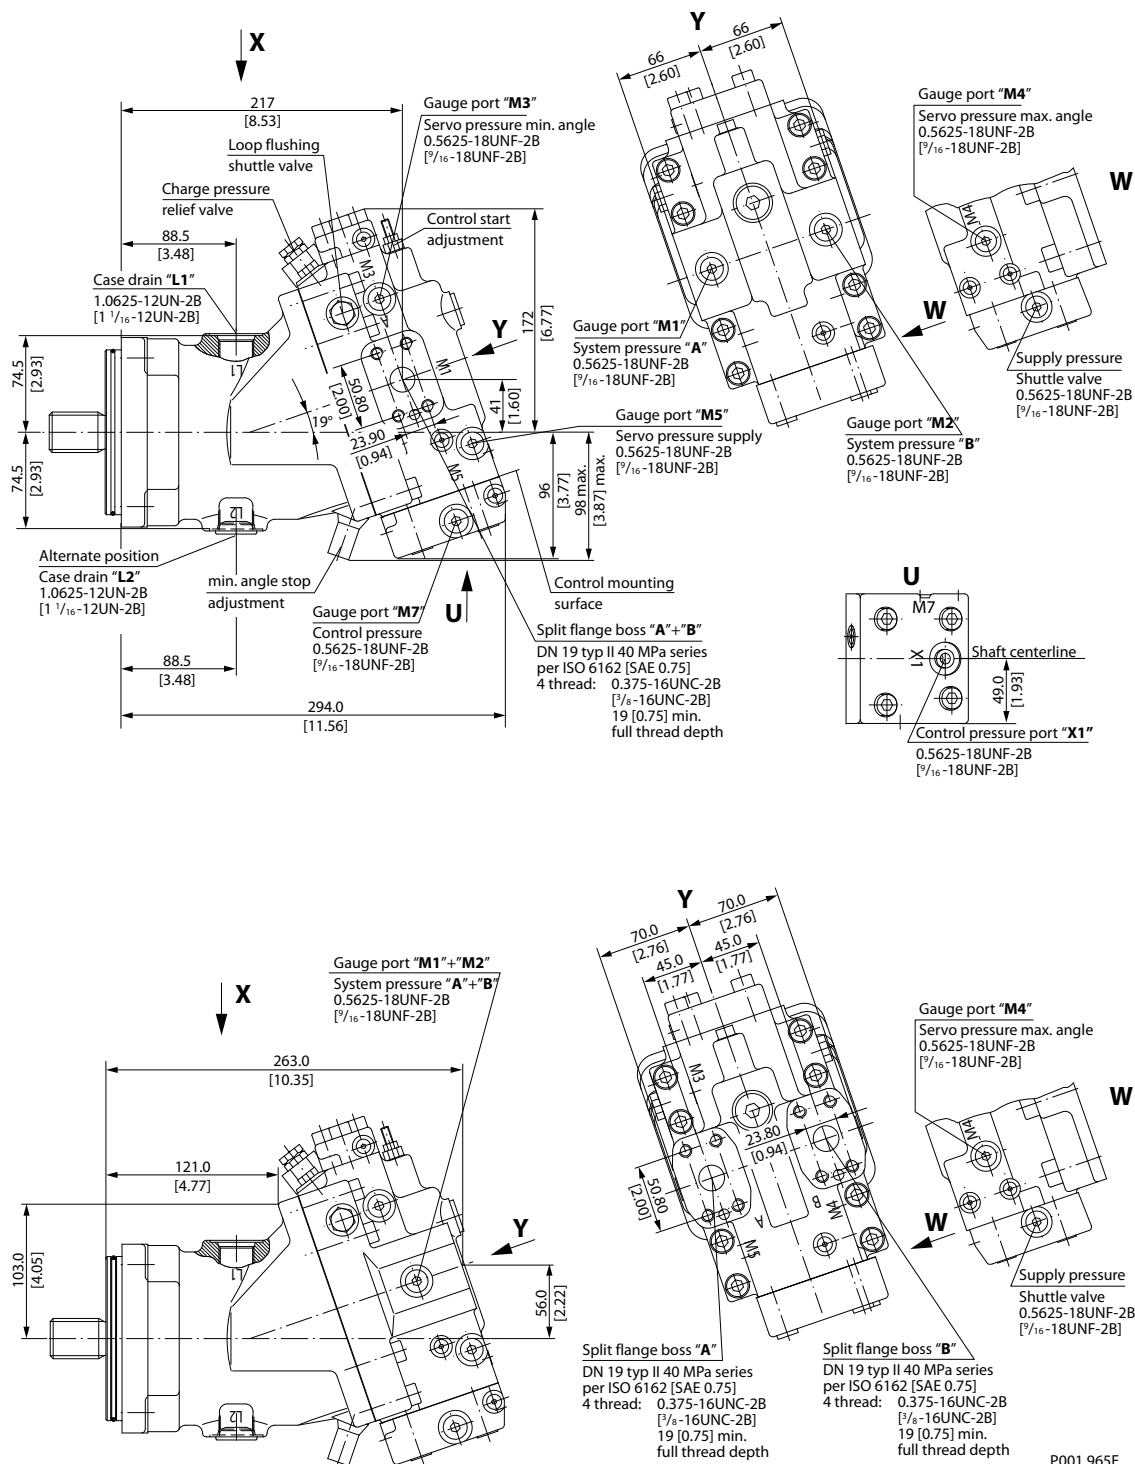 X
217
[8.53]
Gauge port “M3”
Servo pressure min. angle
0.5625-18UNF-2B
[9/16-18UNF-2B]
Loop flushing
shuttle valve
Charge pressure
relief valve
Control start
adjustment
88.5
[3.48]
Case drain “L1”
1.0625-12UN-2B
[1 1/16-12UN-2B]
74.5
[2.93]
74.5
[2.93]
L1
M3
M1
M5
L2
Y
172
[6.77]
50.80
[2.00]
19°
23.90
[0.94]
41
[1.60]
96
[3.77]
98 max.
[3.87] max.
Gauge port “M5”
Servo pressure supply
0.5625-18UNF-2B
[9/16-18UNF-2B]
Alternate position
Case drain “L2”
1.0625-12UN-2B
[1 1/16-12UN-2B]
min. angle stop
adjustment
Gauge port “M7”
Control pressure
0.5625-18UNF-2B
[9/16-18UNF-2B]
U
Control mounting
surface
Split flange boss “A”+“B”
DN 19 typ II 40 MPa series
per ISO 6162 [SAE 0.75]
4 thread: 0.375-16UNC-2B
[3/8-16UNC-2B]
19 [0.75] min.
full thread depth
88.5
[3.48]
294.0
[11.56]
Y
66
[2.60]
66
[2.60]
Gauge port “M1”
System pressure “A”
0.5625-18UNF-2B
[9/16-18UNF-2B]
W
Gauge port “M2
System pressure “B”
0.5625-18UNF-2B
[9/16-18UNF-2B]
Gauge port “M4”
Servo pressure max. angle
0.5625-18UNF-2B
[9/16-18UNF-2B]
W
M4
Supply pressure
Shuttle valve
0.5625-18UNF-2B
[9/16-18UNF-2B]
U
M7
X1
Shaft centerline
49.0
[1.93]
Control pressure port “X1”
0.5625-18UNF-2B
[9/16-18UNF-2B]
X
Gauge port “M1”+”M2”
System pressure “A”+”B”
0.5625-18UNF-2B
[9/16-18UNF-2B]
263.0
[10.35]
121.0
[4.77]
103.0
[4.05]
L1
L2
Y
56.0
[2.22]
Y
70.0
[2.76]
70.0
[2.76]
45.0
[1.77]
45.0
[1.77]
M3
23.80
[0.94]
50.80
[2.00]
A
B
M4
M5
W
Split flange boss “A”
DN 19 typ II 40 MPa series
per ISO 6162 [SAE 0.75]
4 thread: 0.375-16UNC-2B
[3/8-16UNC-2B]
19 [0.75] min.
full thread depth
Split flange boss “B”
DN 19 typ II 40 MPa series
per ISO 6162 [SAE 0.75]
4 thread: 0.375-16UNC-2B
[3/8-16UNC-2B]
19 [0.75] min.
full thread depth
Gauge port “M4”
Servo pressure max. angle
0.5625-18UNF-2B
[9/16-18UNF-2B]
W
M4
Supply pressure
Shuttle valve
0.5625-18UNF-2B
[9/16-18UNF-2B]
P001 965E